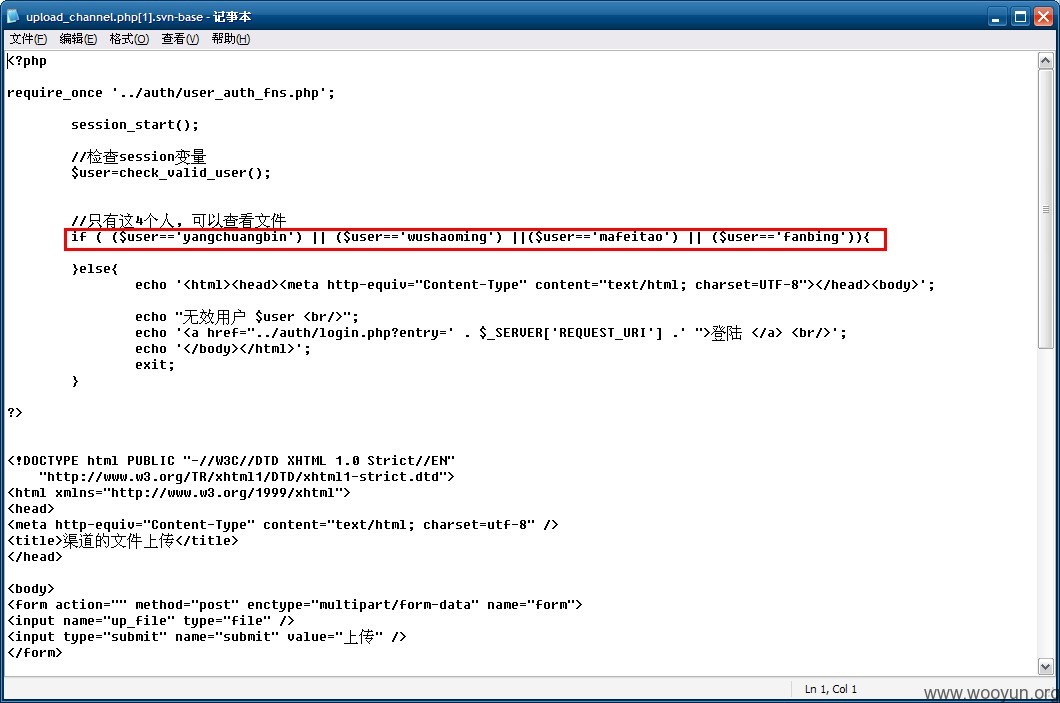 upload_channel.php[1].svn-base - 记事本
文件(F) 编辑(E) 格式(O) 查看(V) 帮助(H)
<?php
require_once '../auth/user_auth_fns.php';
session_start();
//检查session变量
$user=check_valid_user();
//只有这4个人，可以查看文件
if ( ($user=='yangchuangbin') || ($user=='wushaoming') ||($user=='mafeitao') || ($user=='fanbing')){
}else{
echo '<html><head><meta http-equiv="Content-Type" content="text/html; charset=UTF-8"></head><body>';
echo "无效用户 $user <br/>";
echo '<a href="../auth/login.php?entry=' . $_SERVER['REQUEST_URI'] .' ">登陆 </a> <br/>';
echo '</body></html>';
exit;
}
?>
<!DOCTYPE html PUBLIC "-//W3C//DTD XHTML 1.0 Strict//EN"
"http://www.w3.org/TR/xhtml1/DTD/xhtml1-strict.dtd">
<html xmlns="http://www.w3.org/1999/xhtml">
<head>
<meta http-equiv="Content-Type" content="text/html; charset=utf-8" />
<title>渠道的文件上传</title>
</head>
<body>
<form action="" method="post" enctype="multipart/form-data" name="form">
<input name="up_file" type="file" />
<input type="submit" name="submit" value="上传" />
</form>
Ln 1, Col 1
www.wooyun.org